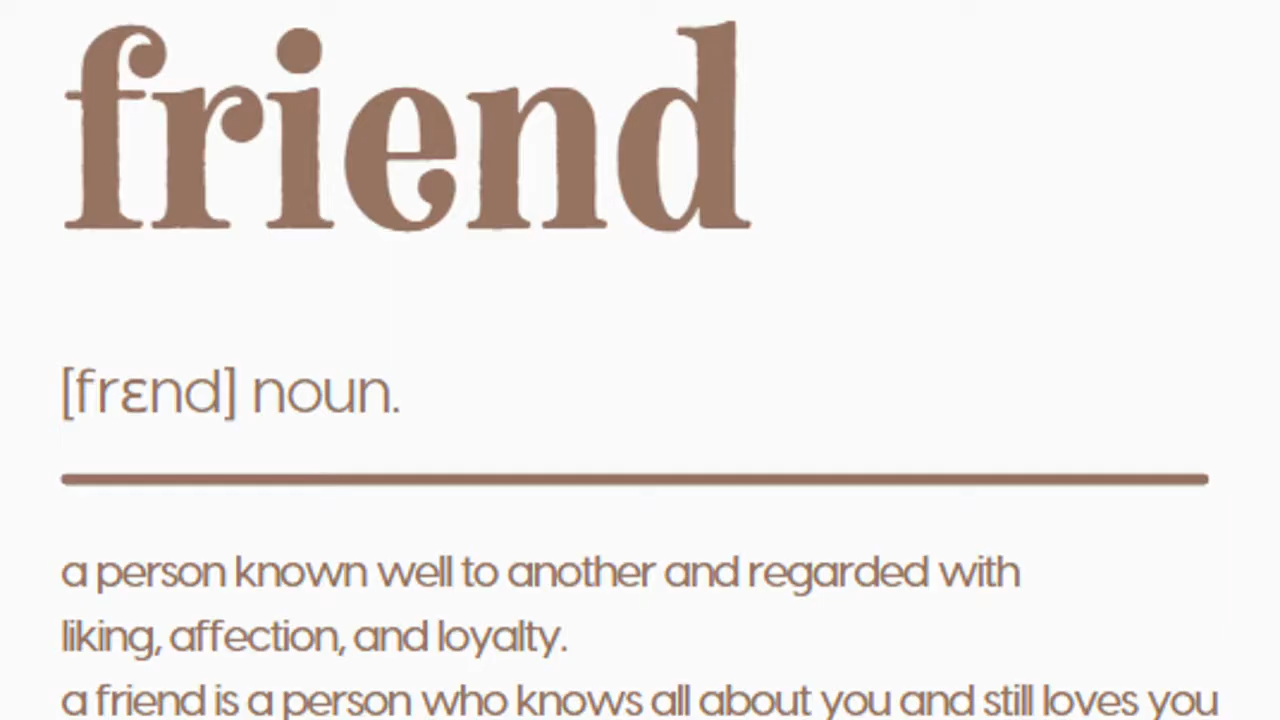 friend
[frɛnd] noun.
a person known well to another and regarded with
liking, affection, and loyalty.
a friend is a person who knows all about you and still loves you